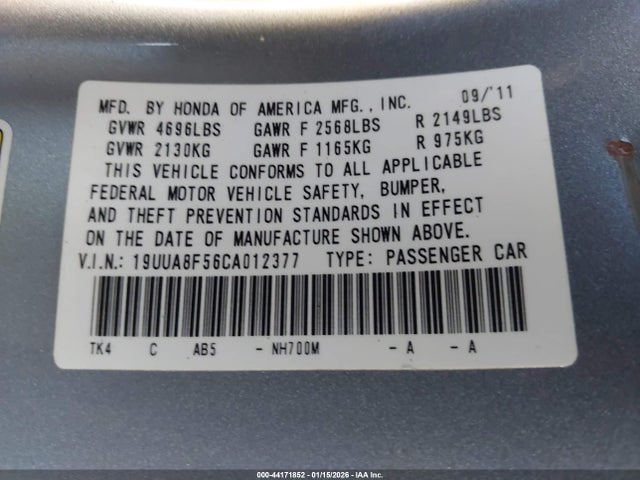 MFD. BY HONDA OF AMERICA MFG., INC. 09/'11
GVWR 4696LBS GAWR F 2568LBS R 2149LBS
GVWR 2130KG GAWR F 1165KG R 975KG
THIS VEHICLE CONFORMS TO ALL APPLICABLE
FEDERAL MOTOR VEHICLE SAFETY, BUMPER,
AND THEFT PREVENTION STANDARDS IN EFFECT
ON THE DATE OF MANUFACTURE SHOWN ABOVE.
V.I.N.: 19UUA8F56CA012377 TYPE: PASSENGER CAR
TK4 C AB5 - NH700M - A - A
000-44171852 - 01/15/2026 - IAA Inc.